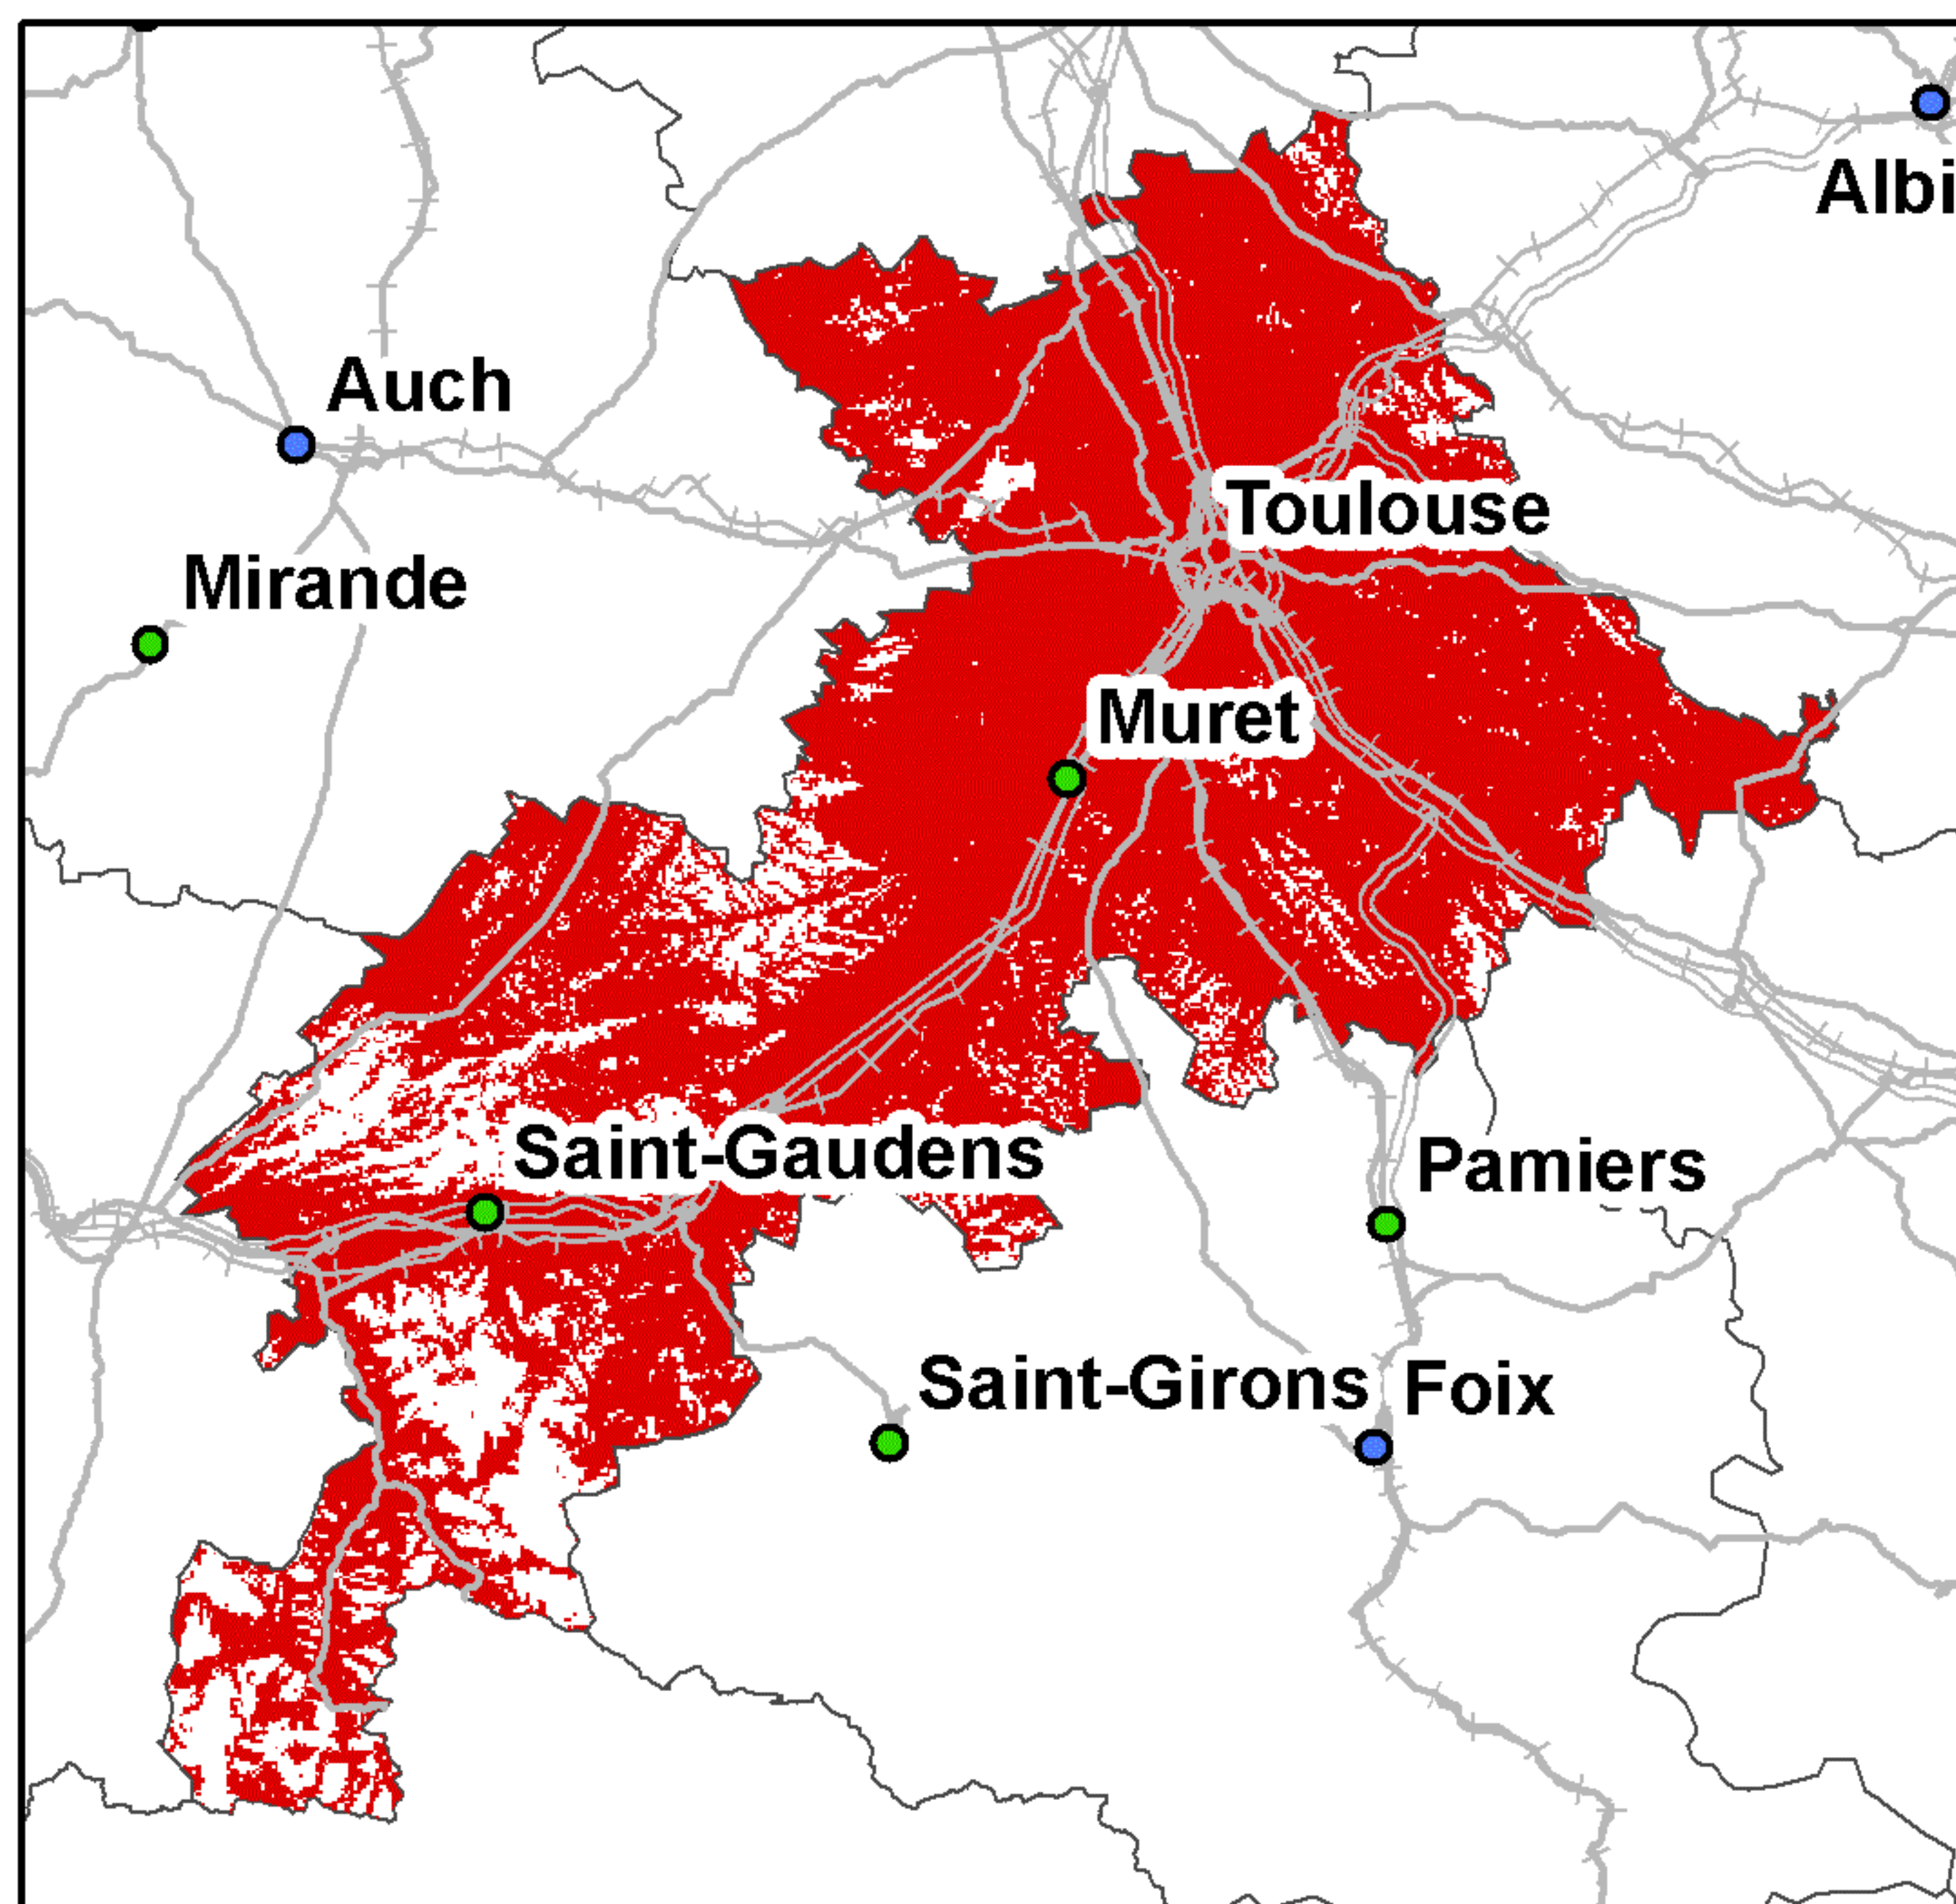 Albi
Auch
Toulouse
Mirande
Muret
Saint-Gaudens
Pamiers
Saint-Girons
Foix